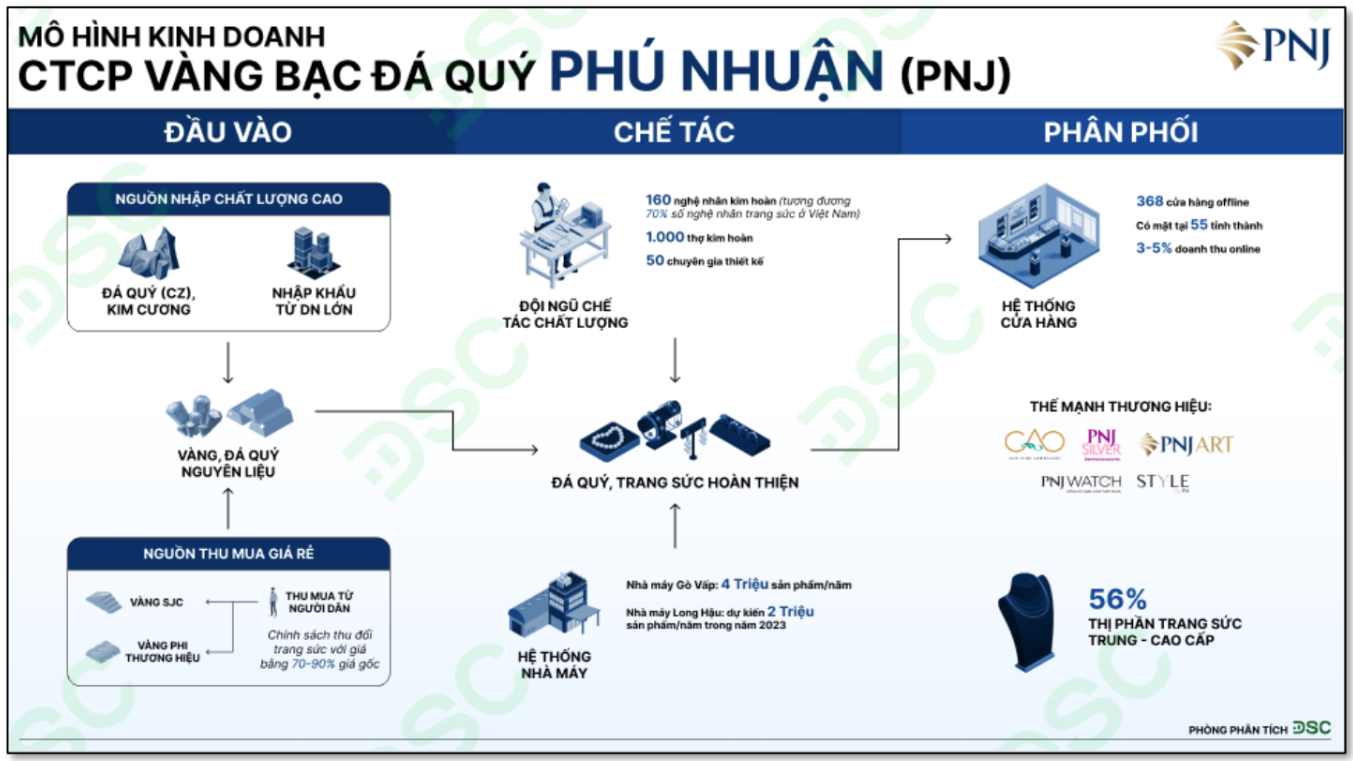 MÔ HÌNH KINH DOANH
CTCP VÀNG BẠC ĐÁ QUÝ PHÚ NHUẬN (PNJ)
PNJ
ĐẦU VÀO
CHẾ TÁC
PHÂN PHỐI
NGUỒN NHẬP CHẤT LƯỢNG CAO
ĐÁ QUÝ (CZ),
KIM CƯƠNG
NHẬP KHẨU
TỪ DN LỚN
VÀNG, ĐÁ QUÝ
NGUYÊN LIỆU
NGUỒN THU MUA GIÁ RẺ
VÀNG SJC
VÀNG PHI
THƯƠNG HIỆU
THU MUA TỪ
NGƯỜI DÂN
Chính sách thu đổi
trang sức với giá
bằng 70-90% giá gốc
160 nghệ nhân kim hoàn (tương đương
70% số nghệ nhân trang sức ở Việt Nam)
1.000 thợ kim hoàn
50 chuyên gia thiết kế
ĐỘI NGŨ CHẾ
TÁC CHẤT LƯỢNG
ĐÁ QUÝ, TRANG SỨC HOÀN THIỆN
Nhà máy Gò Vấp: 4 Triệu sản phẩm/năm
Nhà máy Long Hậu: dự kiến 2 Triệu
sản phẩm/năm trong năm 2023
HỆ THỐNG
NHÀ MÁY
368 cửa hàng offline
Có mặt tại 55 tỉnh thành
3-5% doanh thu online
HỆ THỐNG
CỬA HÀNG
THẾ MẠNH THƯƠNG HIỆU:
CAO
PNJ
SILVER
PNJ ART
PNJ WATCH
STYLE
56%
THỊ PHẦN TRANG SỨC
TRUNG - CAO CẤP
PHÒNG PHÂN TÍCH DSC